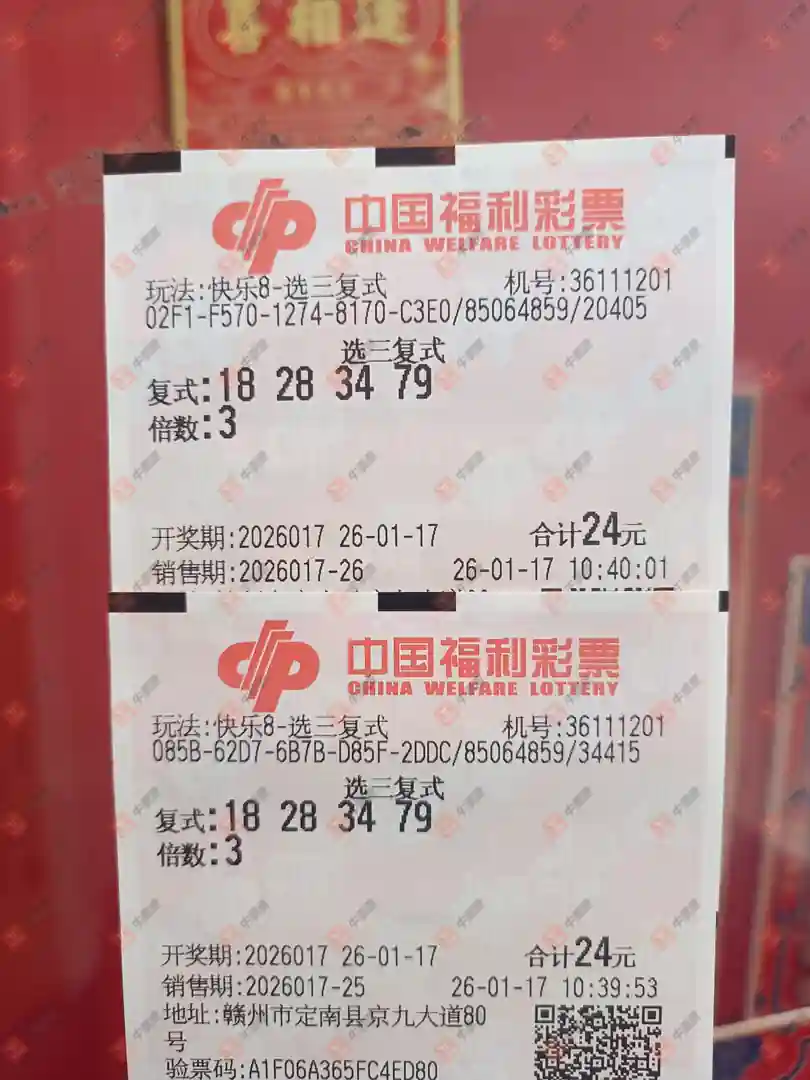 中国福利彩票
CHINA WELFARE LOTTERY
玩法:快乐8-选三复式 机号:36111201
02F1-F570-1274-8170-C3E0/85064859/20405
选三复式
复式:18 28 34 79
倍数:3
开奖期:2026017 26-01-17 合计24元
销售期:2026017-26 26-01-17 10:40:01
中国福利彩票
CHINA WELFARE LOTTERY
玩法:快乐8-选三复式 机号:36111201
085B-62D7-6B7B-D85F-2DDC/85064859/34415
选三复式
复式:18 28 34 79
倍数:3
开奖期:2026017 26-01-17 合计24元
销售期:2026017-25 26-01-17 10:39:53
地址:赣州市定南县京九大道80
号
验票码:A1F06A365FC4ED80